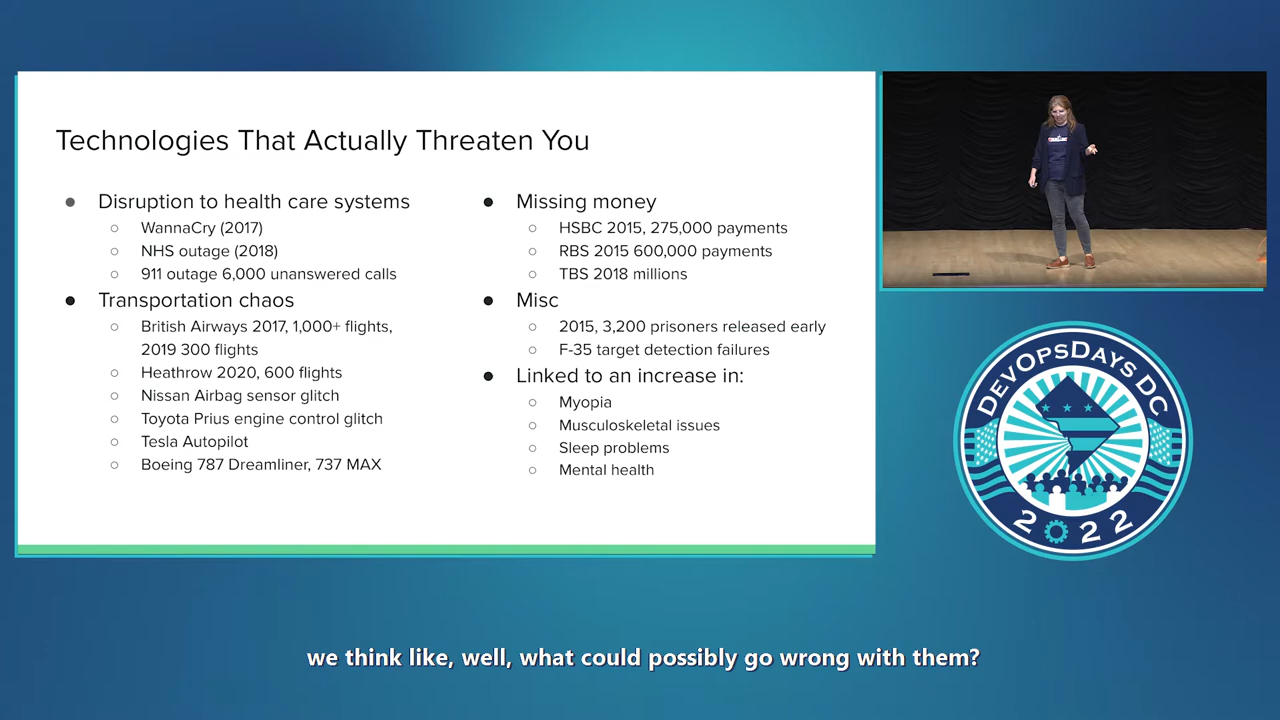 Technologies That Actually Threaten You
Disruption to health care systems
WannaCry (2017)
NHS outage (2018)
911 outage 6,000 unanswered calls
Transportation chaos
British Airways 2017, 1,000+ flights,
2019 300 flights
Heathrow 2020, 600 flights
Nissan Airbag sensor glitch
Toyota Prius engine control glitch
Tesla Autopilot
Boeing 787 Dreamliner, 737 MAX
Missing money
HSBC 2015, 275,000 payments
RBS 2015 600,000 payments
TBS 2018 millions
Misc
2015, 3,200 prisoners released early
F-35 target detection failures
Linked to an increase in:
Myopia
Musculoskeletal issues
Sleep problems
Mental health
DEVOPSDAYS DC
2022
we think like, well, what could possibly go wrong with them?